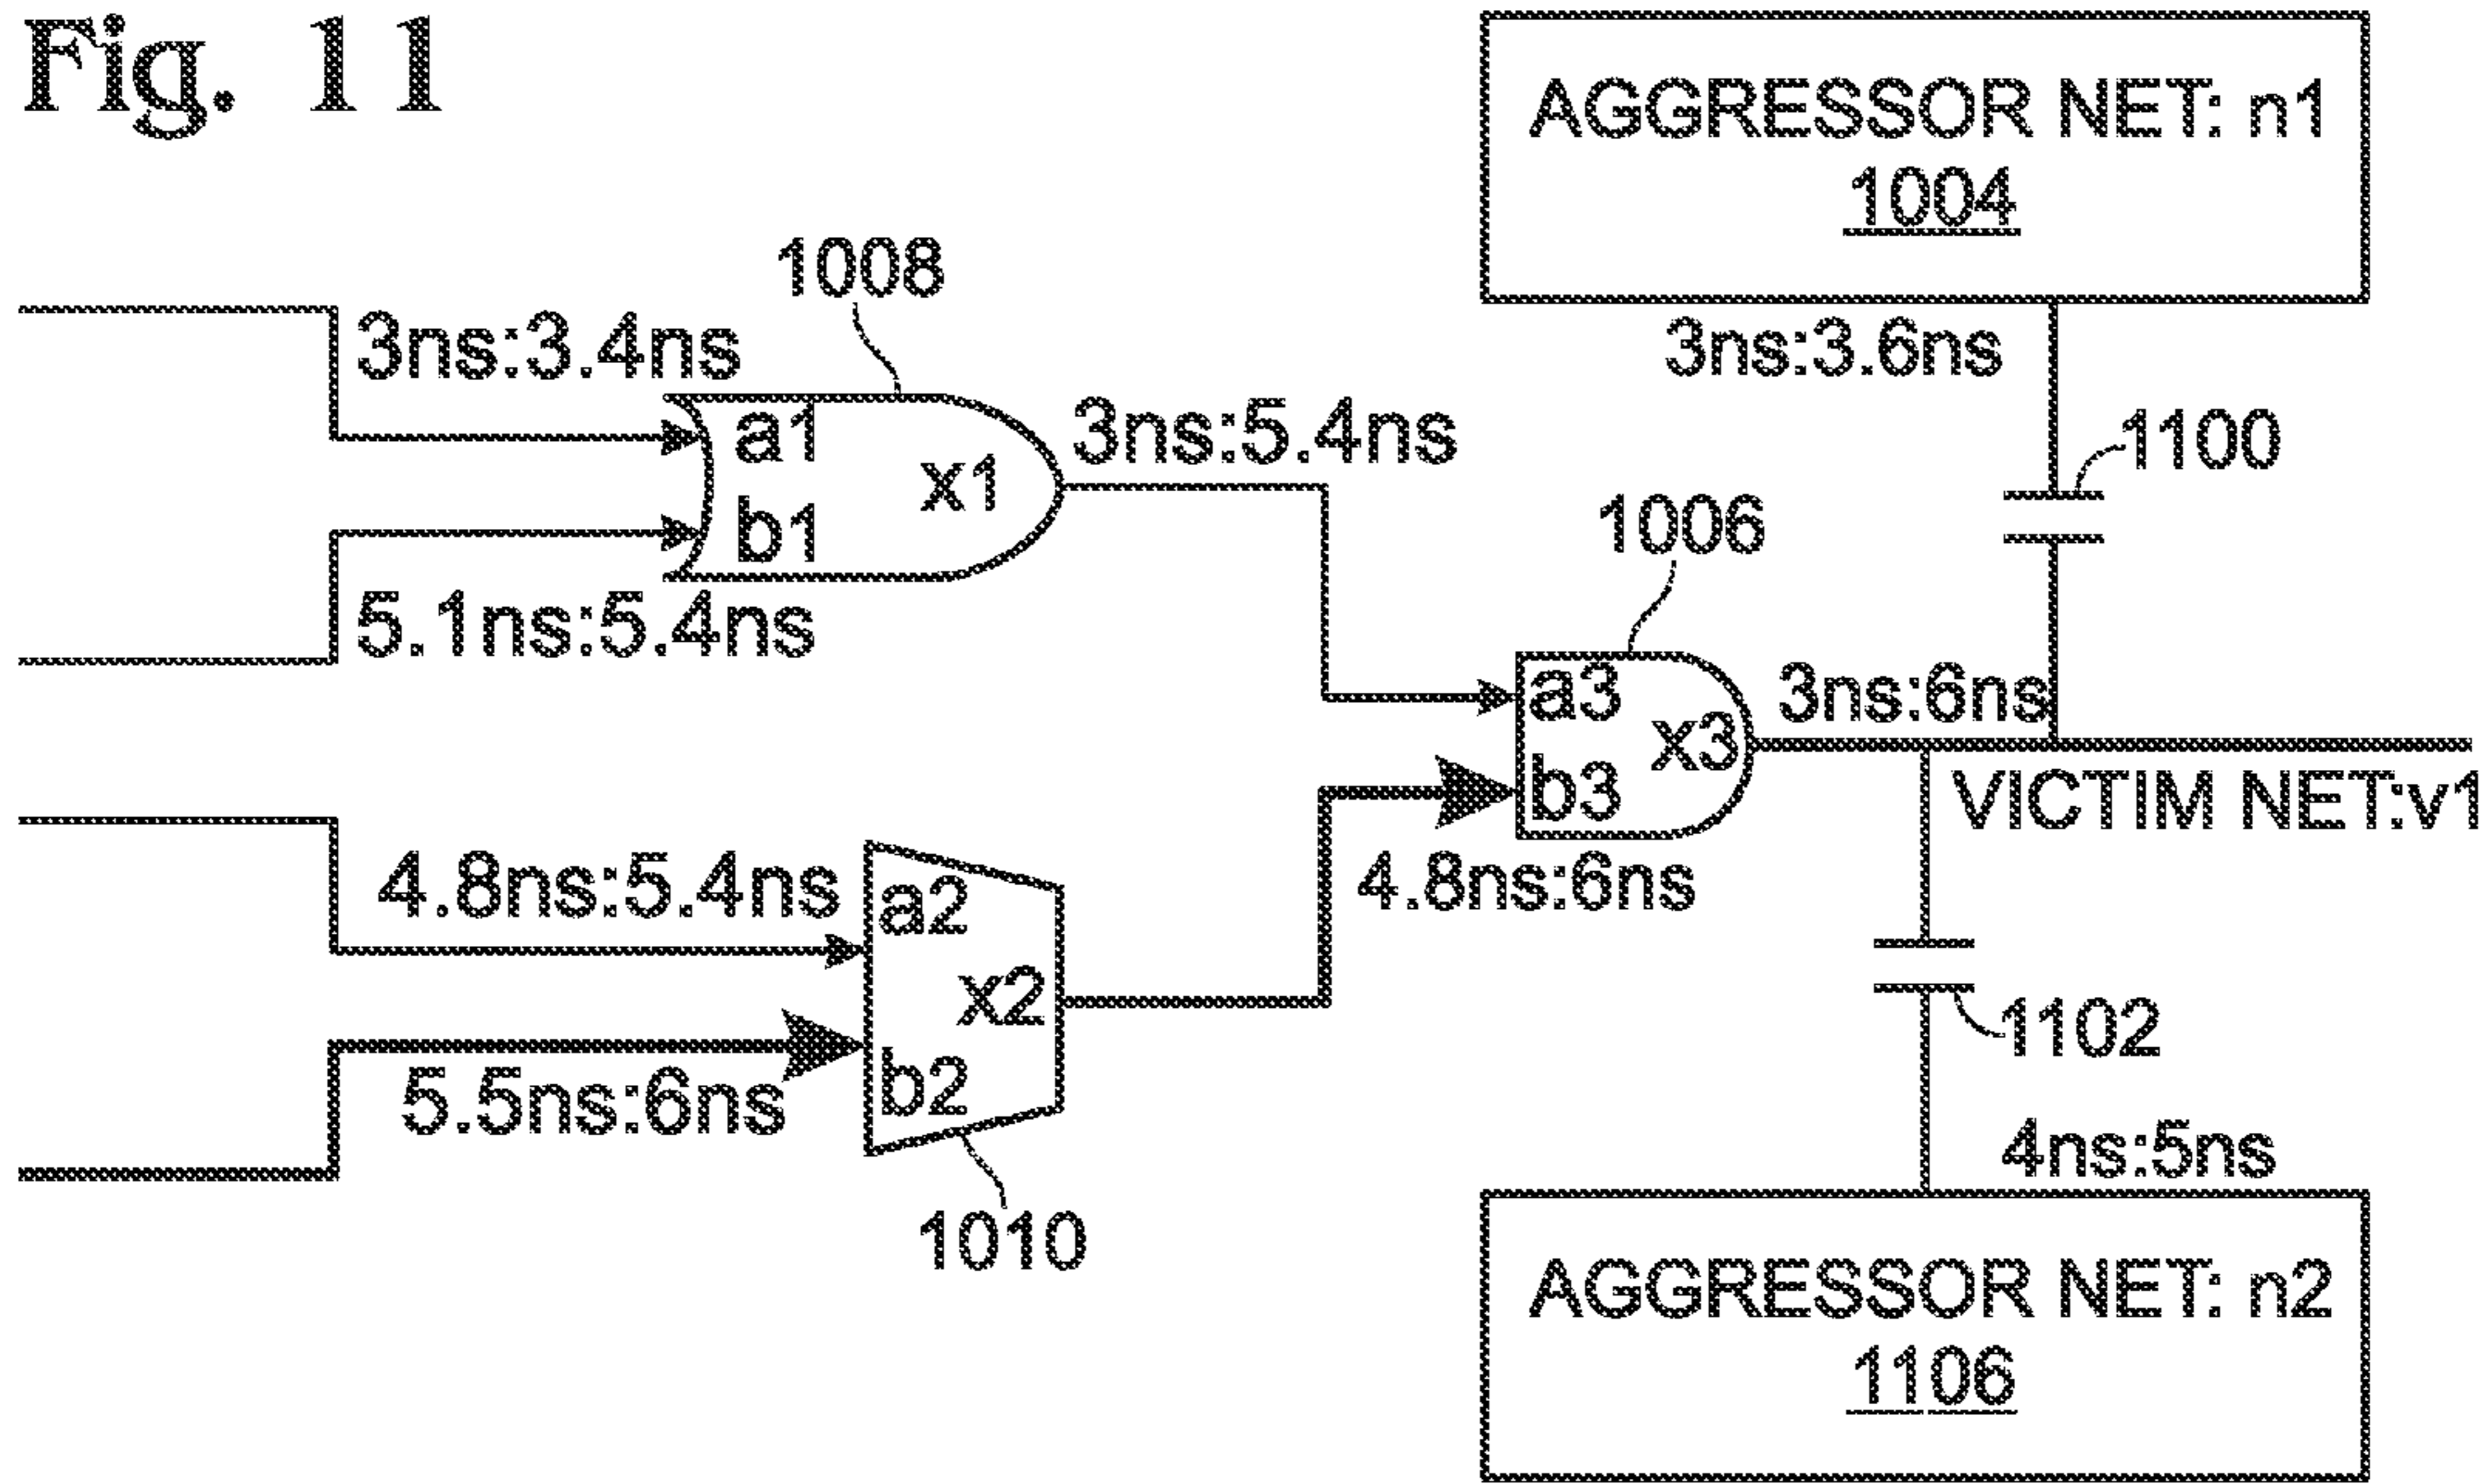 Fig. 11
AGGRESSOR NET: n1
1004
1008
3ns:3.4ns
3ns:3.6ns
a1
3ns:5.4ns
1100
x1
b1
1006
5.1ns:5.4ns
a3
3ns:6ns
x3
b3
VICTIM NET:v1
4.8ns:5.4ns
4.8ns:6ns
a2
x2
1102
5.5ns:6ns
b2
4ns:5ns
1010
AGGRESSOR NET: n2
1106